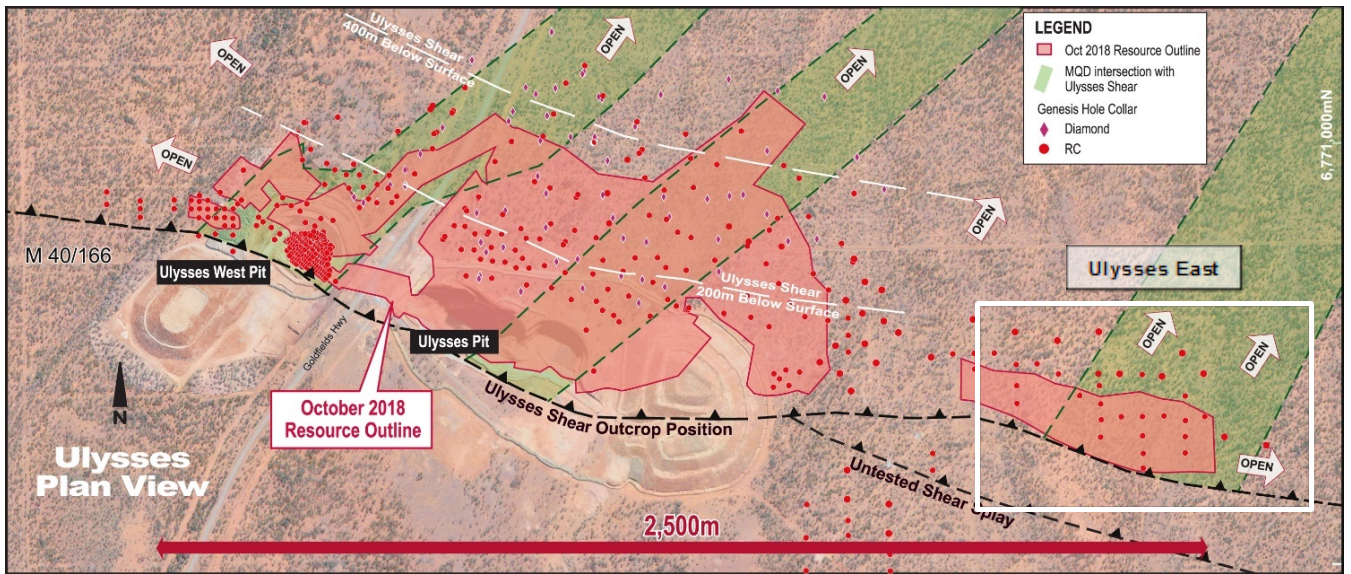 Ulysses Shear
400m Below Surface
OPEN
OPEN
OPEN
OPEN
LEGEND
Oct 2018 Resource Outline
MQD intersection with
Ulysses Shear
Genesis Hole Collar
Diamond
RC
6,771,000mN
OPEN
M 40/166
Ulysses West Pit
Ulysses East
Ulysses Shear
200m Below Surface
Goldfields Hwy
Ulysses Pit
OPEN
OPEN
N
October 2018
Resource Outline
Ulysses Shear Outcrop Position
OPEN
Ulysses
Plan View
Untested Shear Splay
2,500m